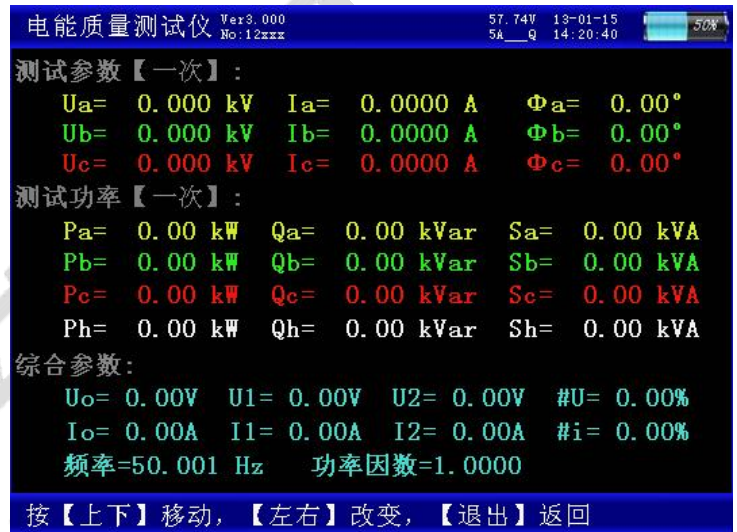 电能质量测试仪 Ver3.000 57.74V 13-01-15 50%
No:12xxx 5A___Q 14:20:40
测试参数【一次】:
Ua= 0.000 kV Ia= 0.0000 A Φa= 0.00°
Ub= 0.000 kV Ib= 0.0000 A Φb= 0.00°
Uc= 0.000 kV Ic= 0.0000 A Φc= 0.00°
测试功率【一次】:
Pa= 0.00 kW Qa= 0.00 kVar Sa= 0.00 kVA
Pb= 0.00 kW Qb= 0.00 kVar Sb= 0.00 kVA
Pc= 0.00 kW Qc= 0.00 kVar Sc= 0.00 kVA
Ph= 0.00 kW Qh= 0.00 kVar Sh= 0.00 kVA
综合参数:
Uo= 0.00V U1= 0.00V U2= 0.00V #U= 0.00%
Io= 0.00A I1= 0.00A I2= 0.00A #i= 0.00%
频率=50.001 Hz 功率因数=1.0000
按【上下】移动，【左右】改变，【退出】返回